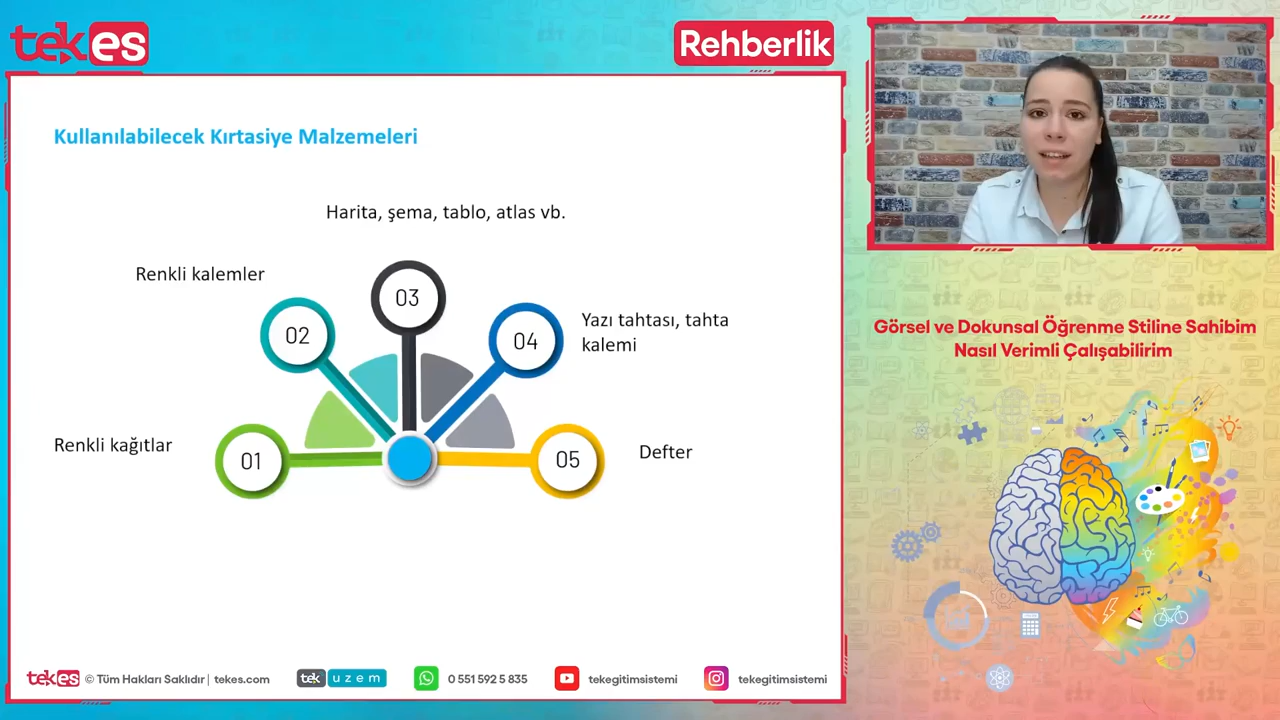 tekes
Rehberlik
Kullanılabilecek Kırtasiye Malzemeleri
Harita, şema, tablo, atlas vb.
Renkli kalemler
03
02
04
Yazı tahtası, tahta
kalemi
Renkli kağıtlar
01
05
Defter
Görsel ve Dokunsal Öğrenme Stiline Sahibim
Nasıl Verimli Çalışabilirim
tekes © Tüm Hakları Saklıdır | tekes.com
tek uzem
0 551 592 5 835
tekegitimsistemi
tekegitimsistemi